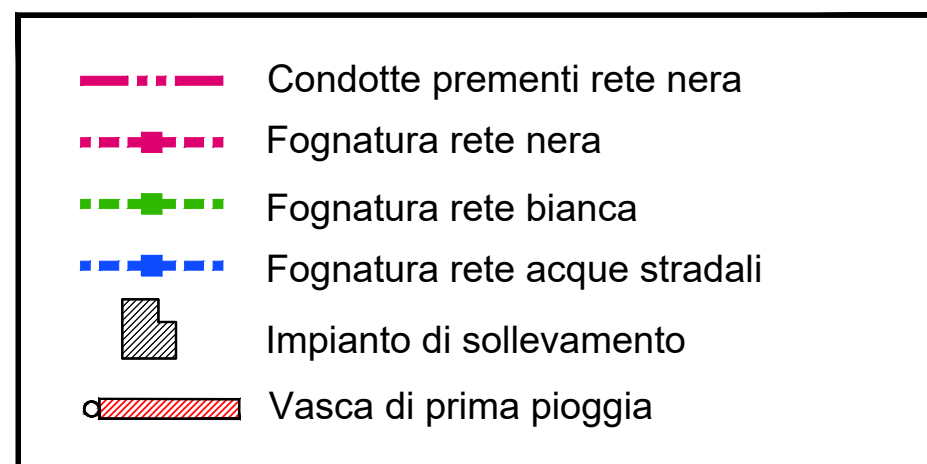 Condotte prementi rete nera
Fognatura rete nera
Fognatura rete bianca
Fognatura rete acque stradali
Impianto di sollevamento
Vasca di prima pioggia